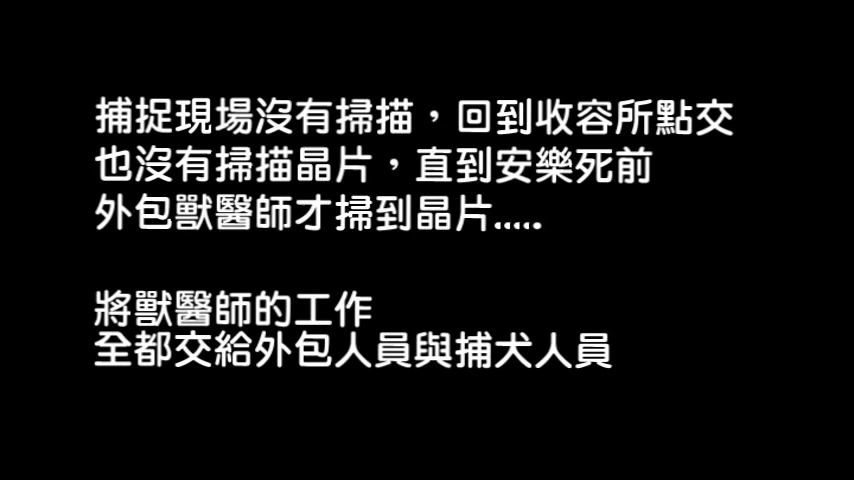 捕捉現場沒有掃描，回到收容所點交
也沒有掃描晶片，直到安樂死前
外包獸醫師才掃到晶片.....
將獸醫師的工作
全都交給外包人員與捕犬人員